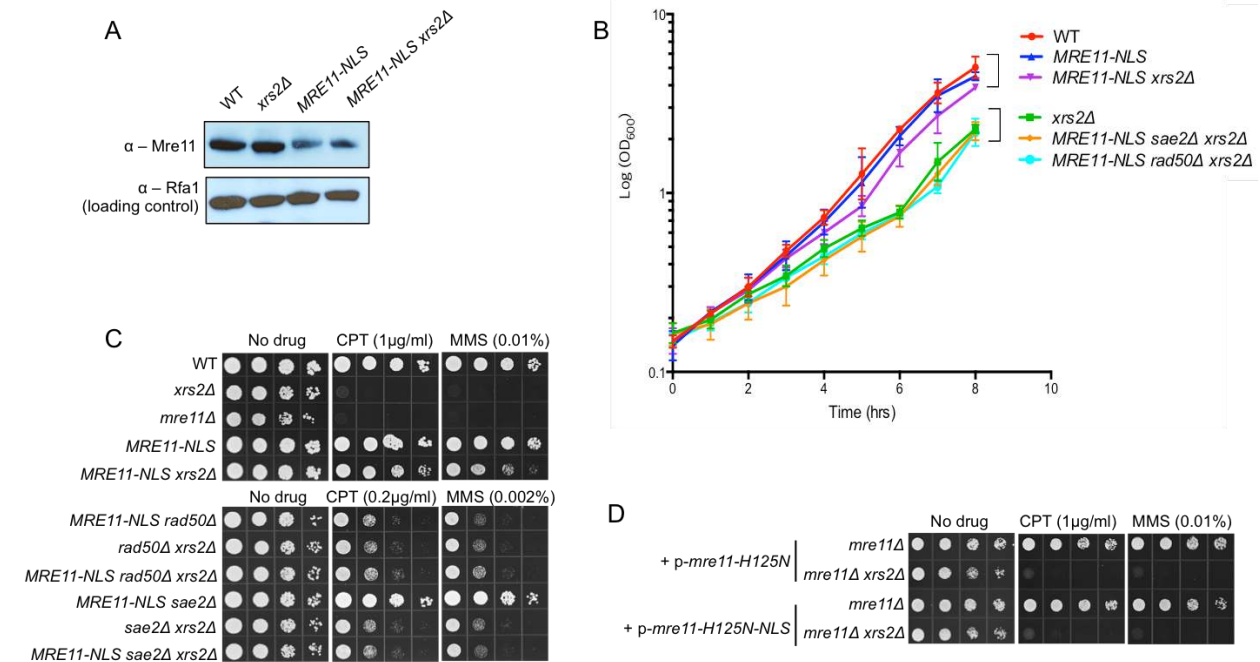 A
WT
xrs2Δ
MRE11-NLS
MRE11-NLS xrs2Δ
α – Mre11
α – Rfa1
(loading control)
B
Log (OD600)
10
1
0.1
0
2
4
6
8
10
Time (hrs)
WT
MRE11-NLS
MRE11-NLS xrs2Δ
xrs2Δ
MRE11-NLS sae2Δ xrs2Δ
MRE11-NLS rad50Δ xrs2Δ
C
No drug CPT (1µg/ml) MMS (0.01%)
WT
xrs2Δ
mre11Δ
MRE11-NLS
MRE11-NLS xrs2Δ
No drug CPT (0.2µg/ml) MMS (0.002%)
MRE11-NLS rad50Δ
rad50Δ xrs2Δ
MRE11-NLS rad50Δ xrs2Δ
MRE11-NLS sae2Δ
sae2Δ xrs2Δ
MRE11-NLS sae2Δ xrs2Δ
D
No drug CPT (1µg/ml) MMS (0.01%)
+ p-mre11-H125N
mre11Δ
mre11Δ xrs2Δ
+ p-mre11-H125N-NLS
mre11Δ
mre11Δ xrs2Δ